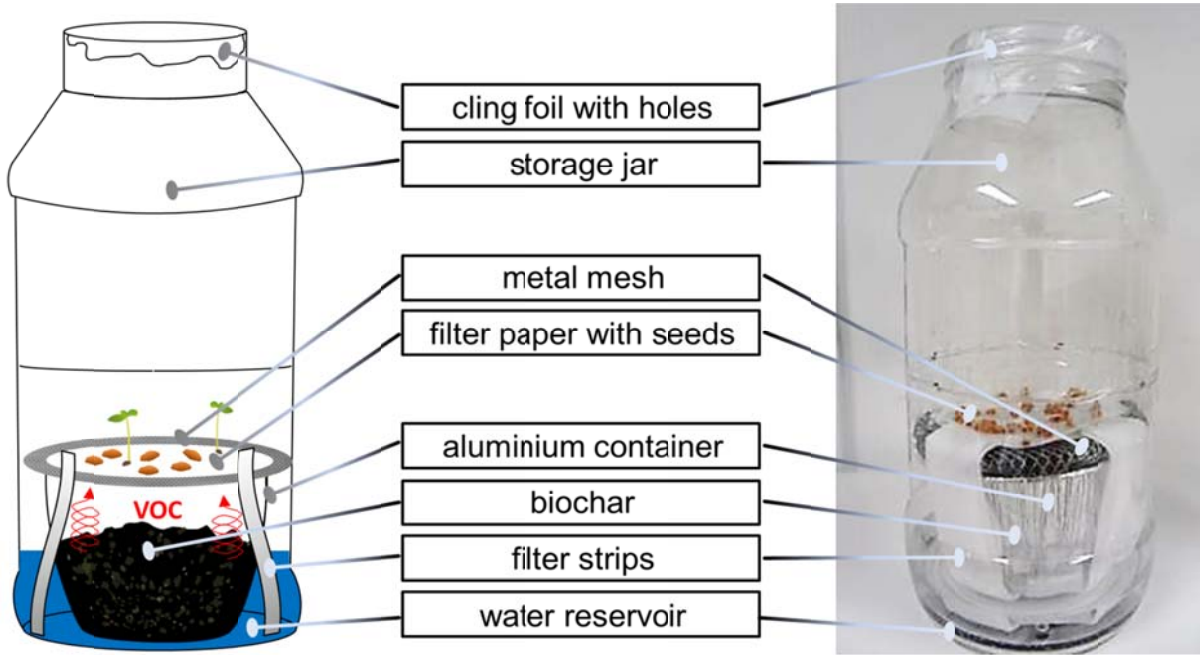 cling foil with holes
storage jar
metal mesh
filter paper with seeds
aluminium container
VOC
biochar
filter strips
water reservoir